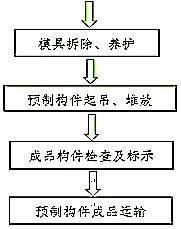 模具拆除、养护
预制构件起吊、堆放
成品构件检查及标示
预制构件成品运输